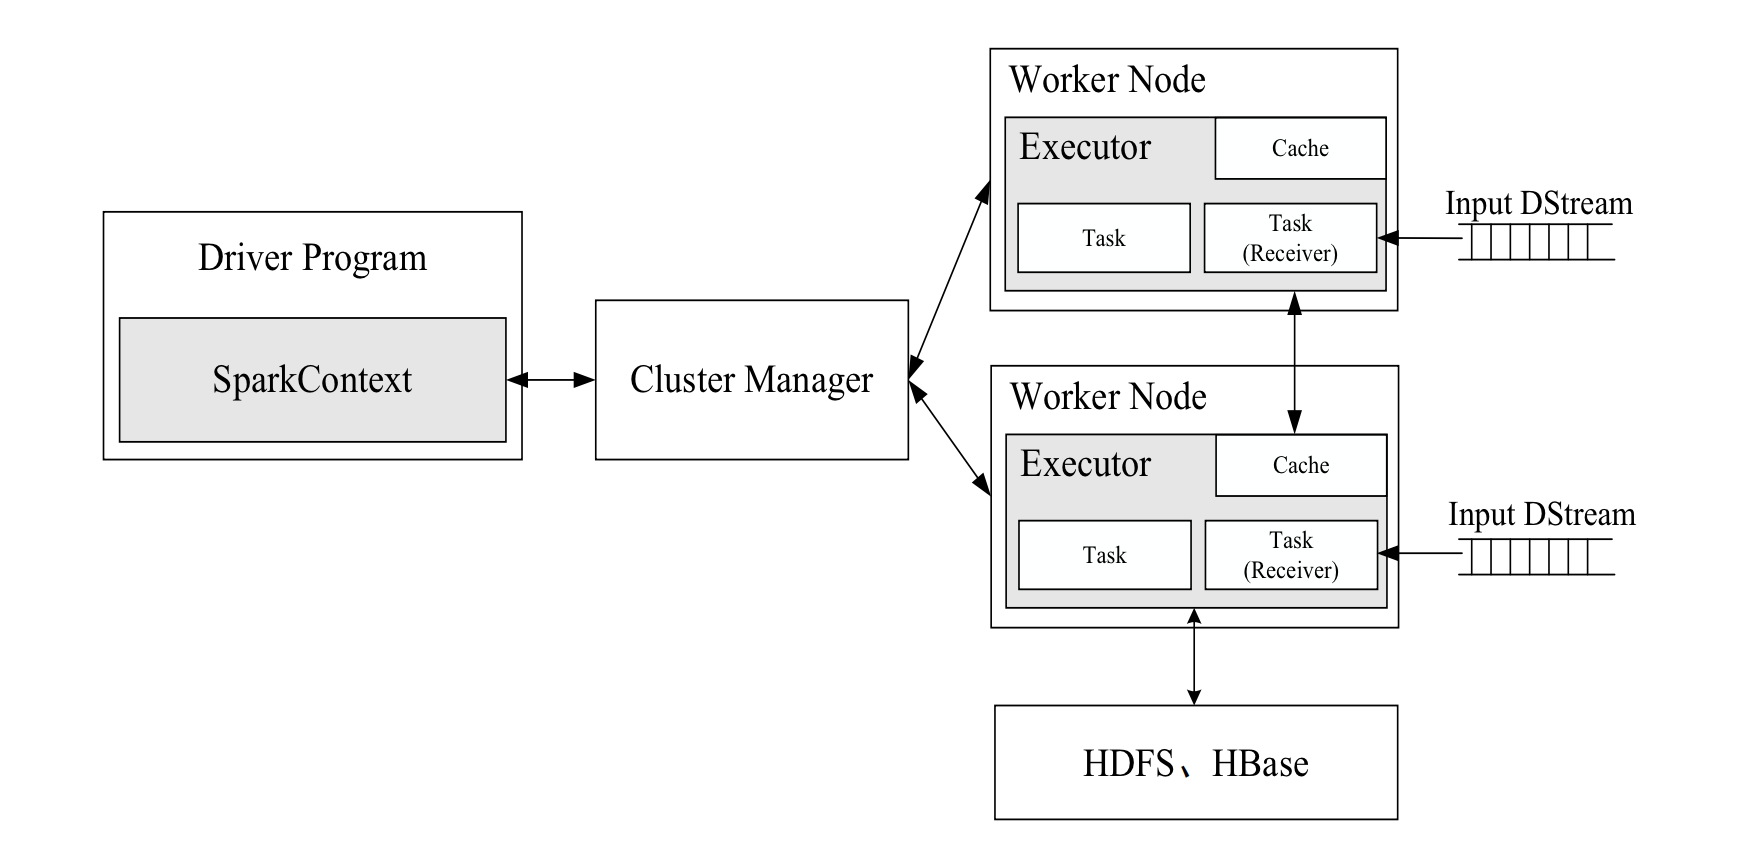 Driver Program
SparkContext
Cluster Manager
Worker Node
Executor
Cache
Task
Task
(Receiver)
Input DStream
Worker Node
Executor
Cache
Task
Task
(Receiver)
Input DStream
HDFS、HBase